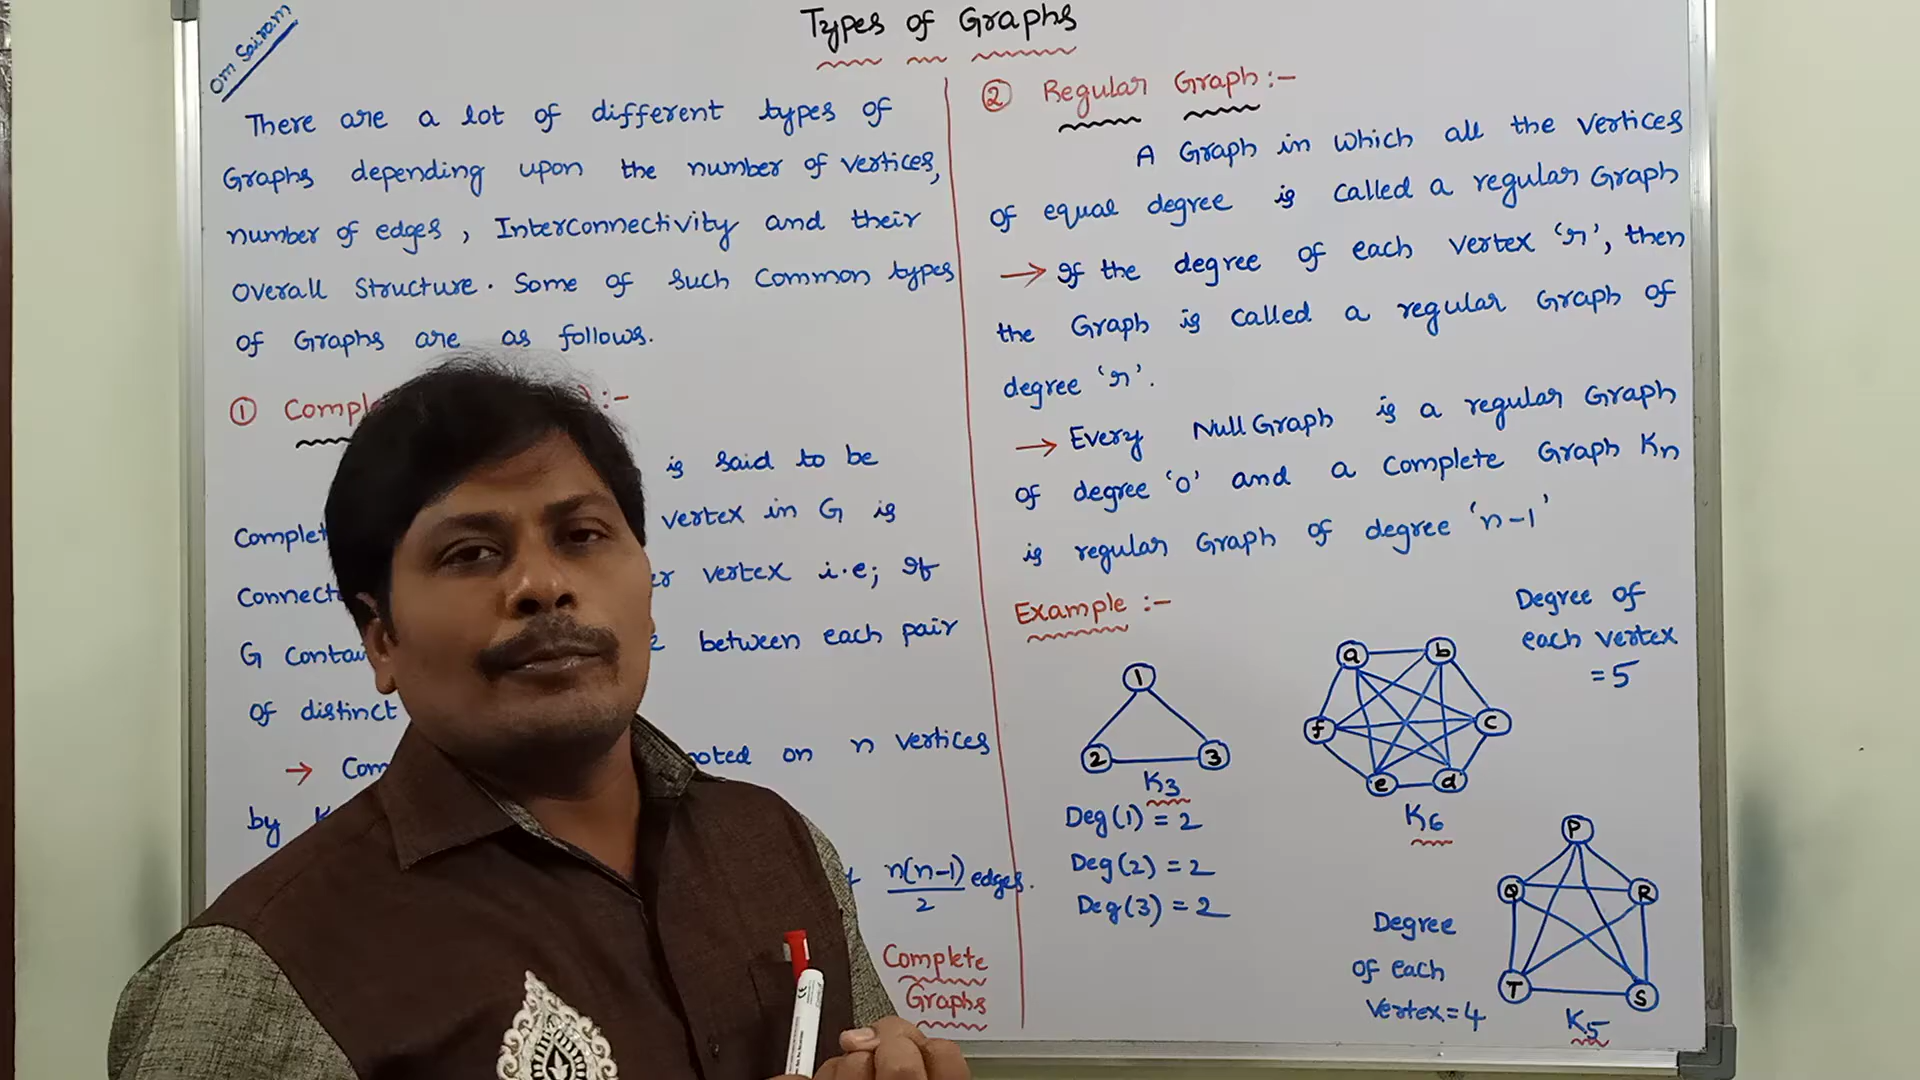 Om Sairam
Types of Graphs
There are a lot of different types of
Graphs depending upon the number of vertices,
number of edges, Interconnectivity and their
overall structure. Some of such common types
of Graphs are as follows.
① :-
is said to be
vertex in G is
vertex i.e; If
G between each pair
of distinct
→ on n vertices
by
n(n-1)/2 edges.
Complete
Graphs
② Regular Graph:-
A Graph in which all the vertices
of equal degree is called a regular Graph
→ If the degree of each vertex 'r', then
the Graph is called a regular Graph of
degree 'r'.
→ Every Null Graph is a regular Graph
of degree '0' and a complete Graph Kn
is regular Graph of degree 'n-1'
Example :-
1
2 3
K3
Deg(1) = 2
Deg(2) = 2
Deg(3) = 2
a b
f c
e d
K6
Degree of
each vertex
= 5
P
Q R
T S
K5
Degree
of each
vertex = 4